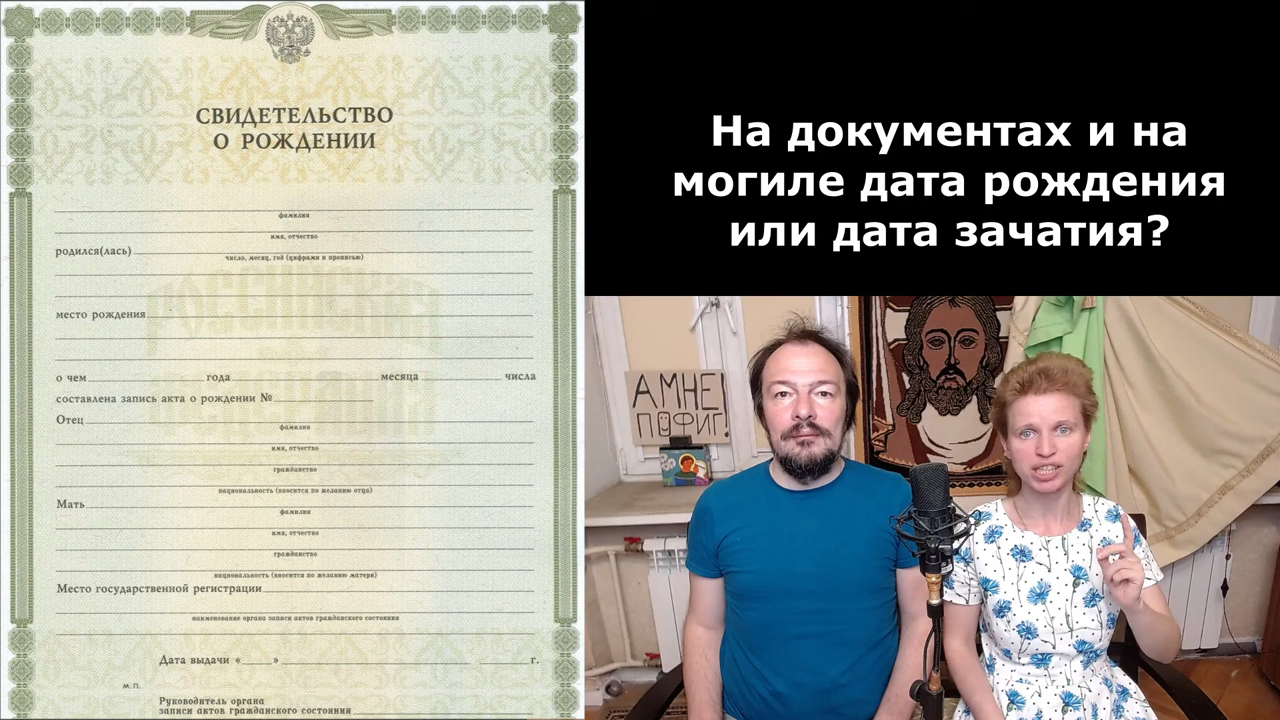 СВИДЕТЕЛЬСТВО
О РОЖДЕНИИ
фамилия
имя, отчество
родился(лась)
число, месяц, год (цифрами и прописью)
место рождения
о чем года месяца числа
составлена запись акта о рождении №
Отец
фамилия
имя, отчество
гражданство
национальность (вносится по желанию отца)
Мать
фамилия
имя, отчество
гражданство
национальность (вносится по желанию матери)
Место государственной регистрации
наименование органа записи актов гражданского состояния
Дата выдачи « » г.
М. П.
Руководитель органа
записи актов гражданского состояния
На документах и на
могиле дата рождения
или дата зачатия?
А МНЕ
ПОФИГ!